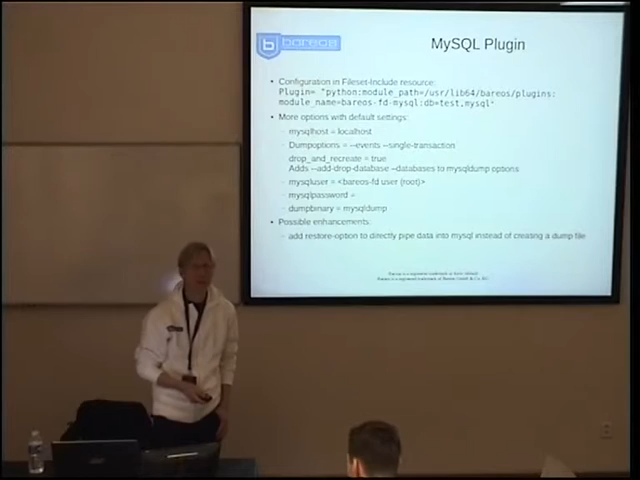 bareos
MySQL Plugin
• Configuration in Fileset-Include resource:
Plugin= "python:module_path=/usr/lib64/bareos/plugins:
module_name=bareos-fd-mysql:db=test,mysql"
• More options with default settings:
– mysqlhost = localhost
– Dumpoptions = --events --single-transaction
drop_and_recreate = true
Adds --add-drop-database --databases to mysqldump options
– mysqluser = <bareos-fd user (root)>
– mysqlpassword =
– dumpbinary = mysqldump
• Possible enhancements:
– add restore-option to directly pipe data into mysql instead of creating a dump file